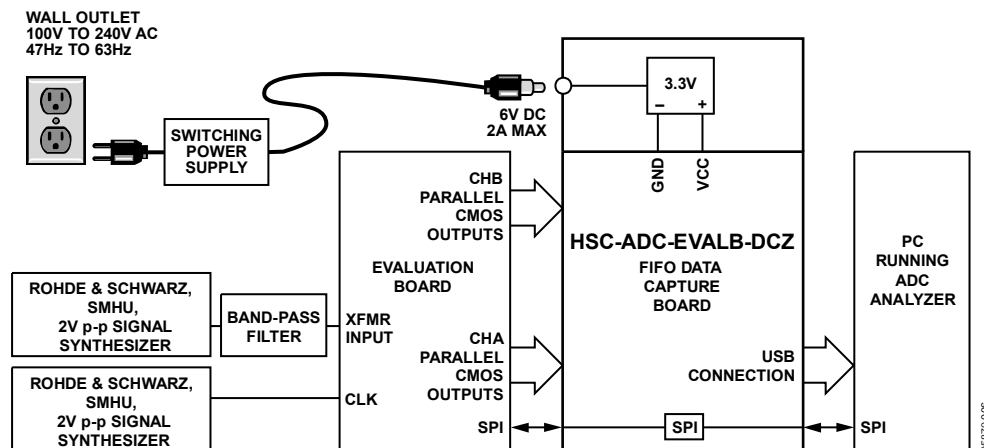 WALL OUTLET
100V TO 240V AC
47Hz TO 63Hz
SWITCHING
POWER
SUPPLY
6V DC
2A MAX
3.3V
– +
GND
VCC
CHB
PARALLEL
CMOS
OUTPUTS
HSC-ADC-EVALB-DCZ
FIFO DATA
CAPTURE
BOARD
PC
RUNNING
ADC
ANALYZER
EVALUATION
BOARD
ROHDE & SCHWARZ,
SMHU,
2V p-p SIGNAL
SYNTHESIZER
BAND-PASS
FILTER
XFMR
INPUT
CHA
PARALLEL
CMOS
OUTPUTS
USB
CONNECTION
ROHDE & SCHWARZ,
SMHU,
2V p-p SIGNAL
SYNTHESIZER
CLK
SPI
SPI
SPI